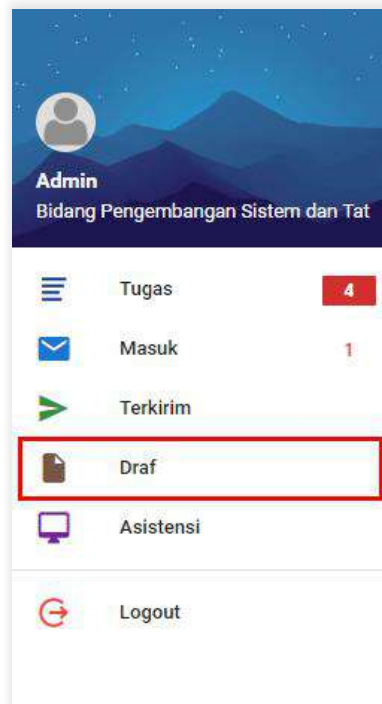 Admin
Bidang Pengembangan Sistem dan Tat
Tugas 4
Masuk 1
Terkirim
Draf
Asistensi
Logout